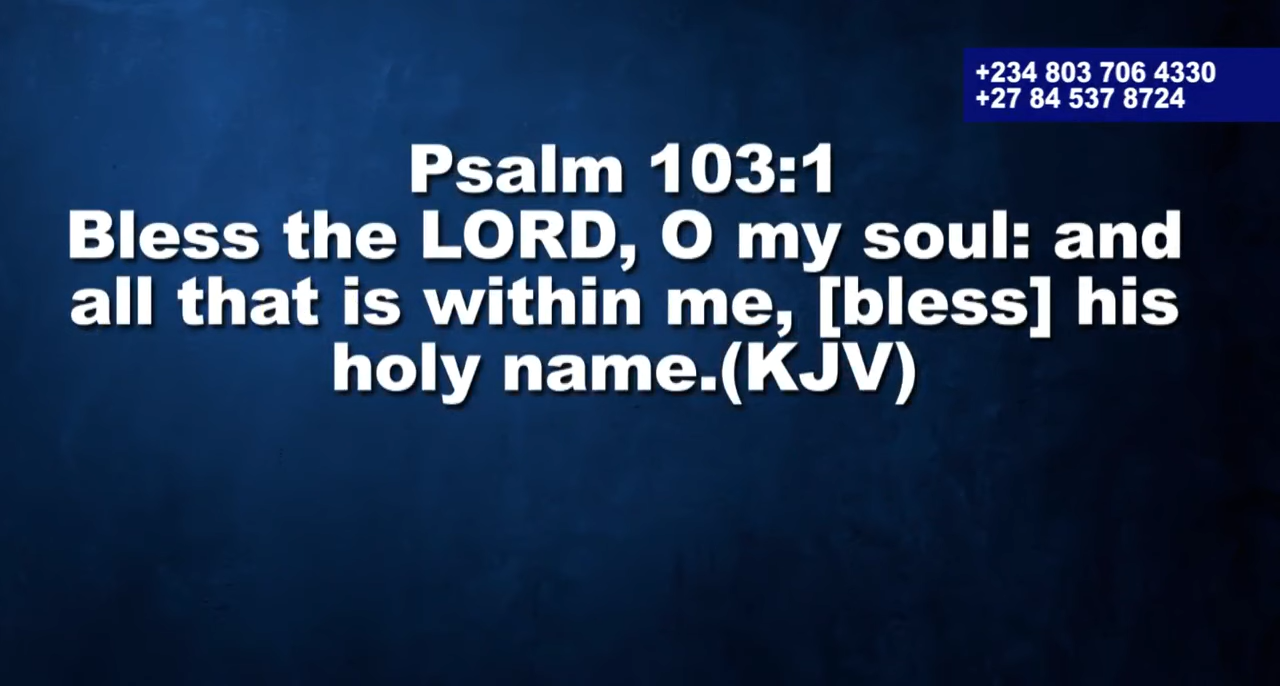 +234 803 706 4330
+27 84 537 8724
Psalm 103:1
Bless the LORD, O my soul: and
all that is within me, [bless] his
holy name.(KJV)